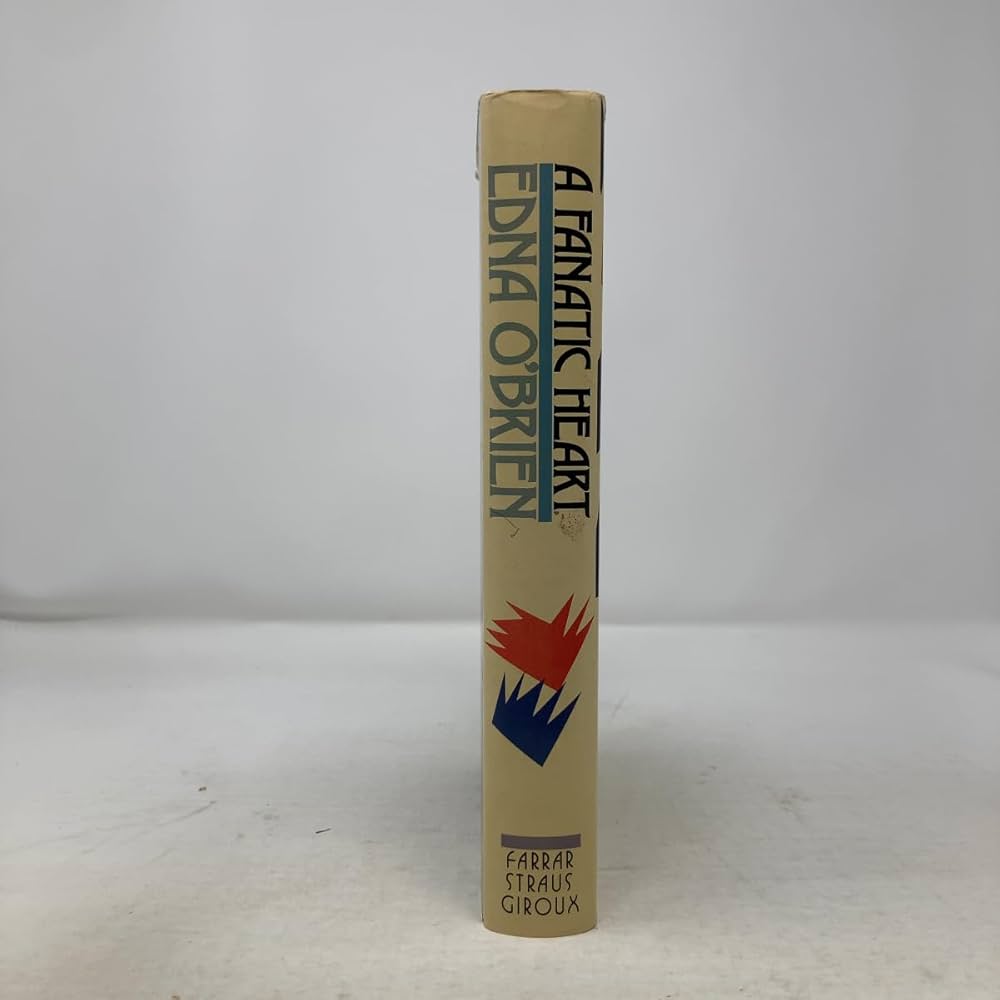 A FANATIC HEART
EDNA O'BRIEN
FARRAR
STRAUS
GIROUX